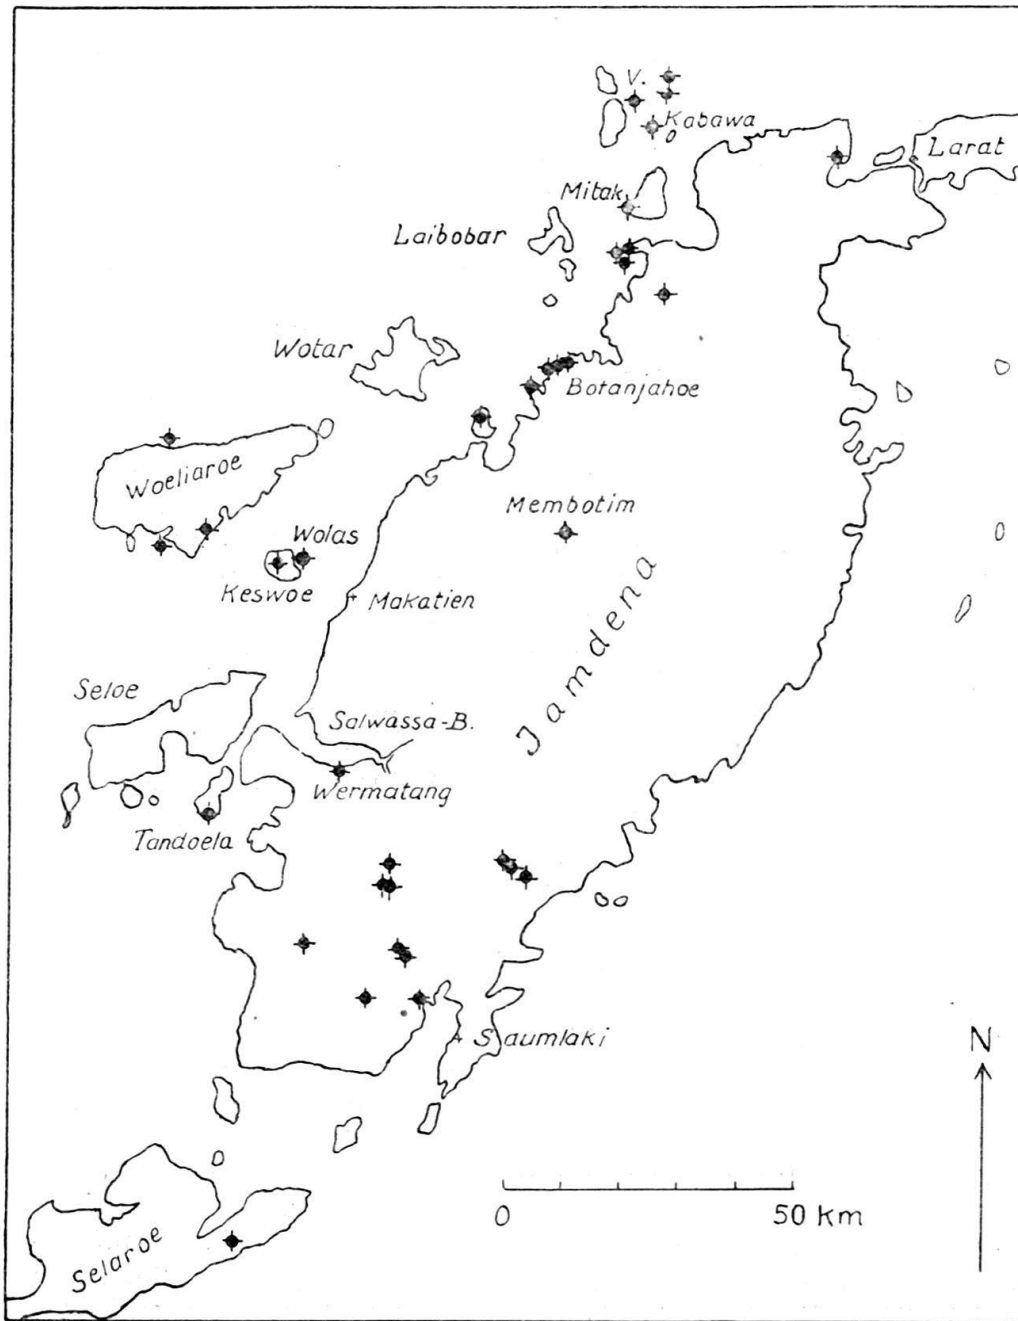 V.
Kabawa
Larat
Mitak
Laibobar
Wotar
Botanjahoe
Woeliaroe
Membotim
Wolas
Keswoe
Makatien
Jamdena
Seloe
Salwassa-B.
Wermatang
Tandoela
Saumlaki
N
0 50 Km
Selaroe